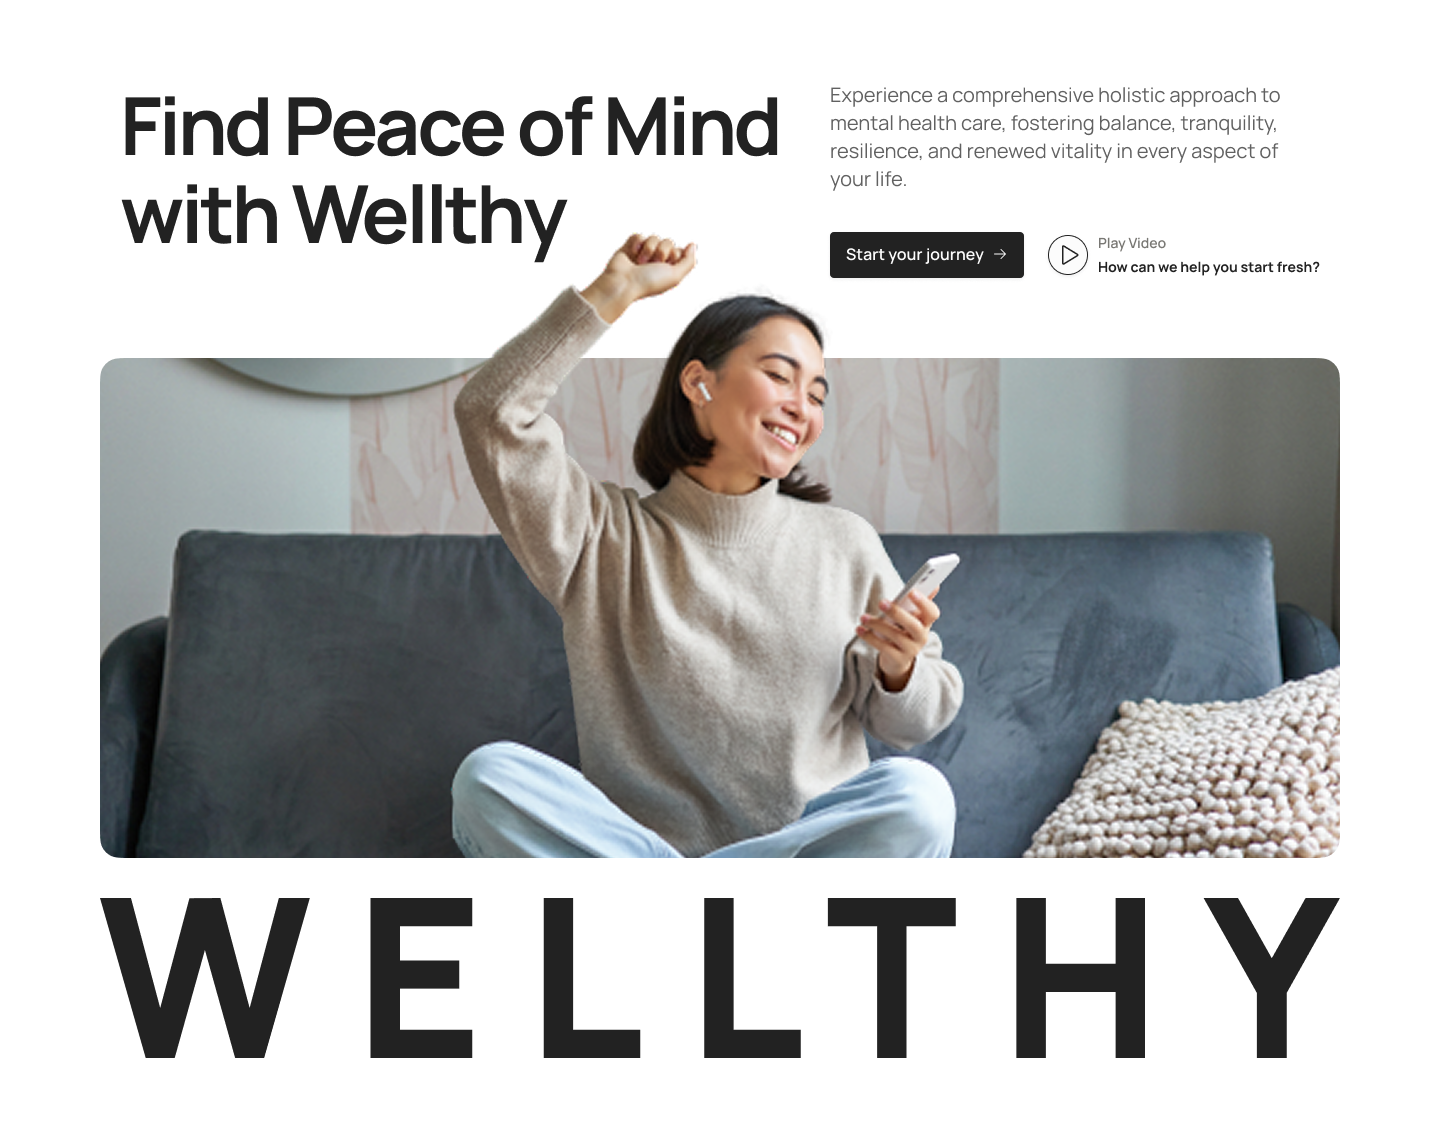 Find Peace of Mind
with Wellthy
Experience a comprehensive holistic approach to
mental health care, fostering balance, tranquility,
resilience, and renewed vitality in every aspect of
your life.
Start your journey →
Play Video
How can we help you start fresh?
WELLTHY